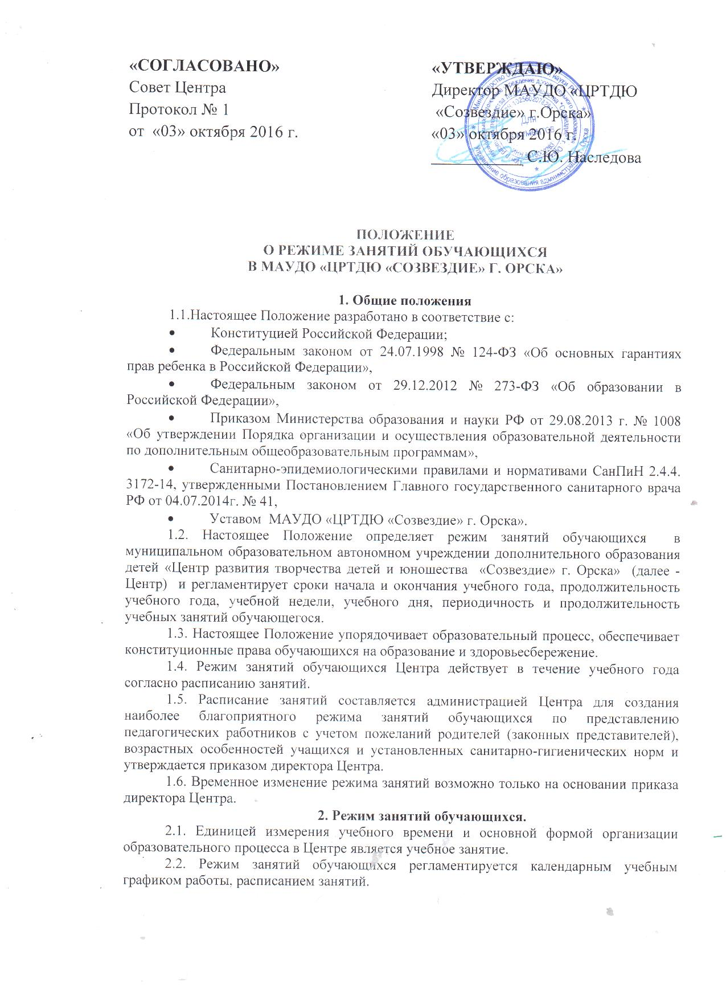 «СОГЛАСОВАНО»
Совет Центра
Протокол № 1
от «03» октября 2016 г.
«УТВЕРЖДАЮ»
Директор МАУДО «ЦРТДЮ
«Созвездие» г.Орска»
«03» октября 2016 г.
____________ С.Ю. Наследова
Для
ПОЛОЖЕНИЕ
О РЕЖИМЕ ЗАНЯТИЙ ОБУЧАЮЩИХСЯ
В МАУДО «ЦРТДЮ «СОЗВЕЗДИЕ» Г. ОРСКА»
1. Общие положения
1.1.Настоящее Положение разработано в соответствие с:
• Конституцией Российской Федерации;
• Федеральным законом от 24.07.1998 № 124-ФЗ «Об основных гарантиях
прав ребенка в Российской Федерации»,
• Федеральным законом от 29.12.2012 № 273-ФЗ «Об образовании в
Российской Федерации»,
• Приказом Министерства образования и науки РФ от 29.08.2013 г. № 1008
«Об утверждении Порядка организации и осуществления образовательной деятельности
по дополнительным общеобразовательным программам»,
• Санитарно-эпидемиологическими правилами и нормативами СанПиН 2.4.4.
3172-14, утвержденными Постановлением Главного государственного санитарного врача
РФ от 04.07.2014г. № 41,
• Уставом МАУДО «ЦРТДЮ «Созвездие» г. Орска».
1.2. Настоящее Положение определяет режим занятий обучающихся в
муниципальном образовательном автономном учреждении дополнительного образования
детей «Центр развития творчества детей и юношества «Созвездие» г. Орска» (далее -
Центр) и регламентирует сроки начала и окончания учебного года, продолжительность
учебного года, учебной недели, учебного дня, периодичность и продолжительность
учебных занятий обучающегося.
1.3. Настоящее Положение упорядочивает образовательный процесс, обеспечивает
конституционные права обучающихся на образование и здоровьесбережение.
1.4. Режим занятий обучающихся Центра действует в течение учебного года
согласно расписанию занятий.
1.5. Расписание занятий составляется администрацией Центра для создания
наиболее благоприятного режима занятий обучающихся по представлению
педагогических работников с учетом пожеланий родителей (законных представителей),
возрастных особенностей учащихся и установленных санитарно-гигиенических норм и
утверждается приказом директора Центра.
1.6. Временное изменение режима занятий возможно только на основании приказа
директора Центра.
2. Режим занятий обучающихся.
2.1. Единицей измерения учебного времени и основной формой организации
образовательного процесса в Центре является учебное занятие.
2.2. Режим занятий обучающихся регламентируется календарным учебным
графиком работы, расписанием занятий.